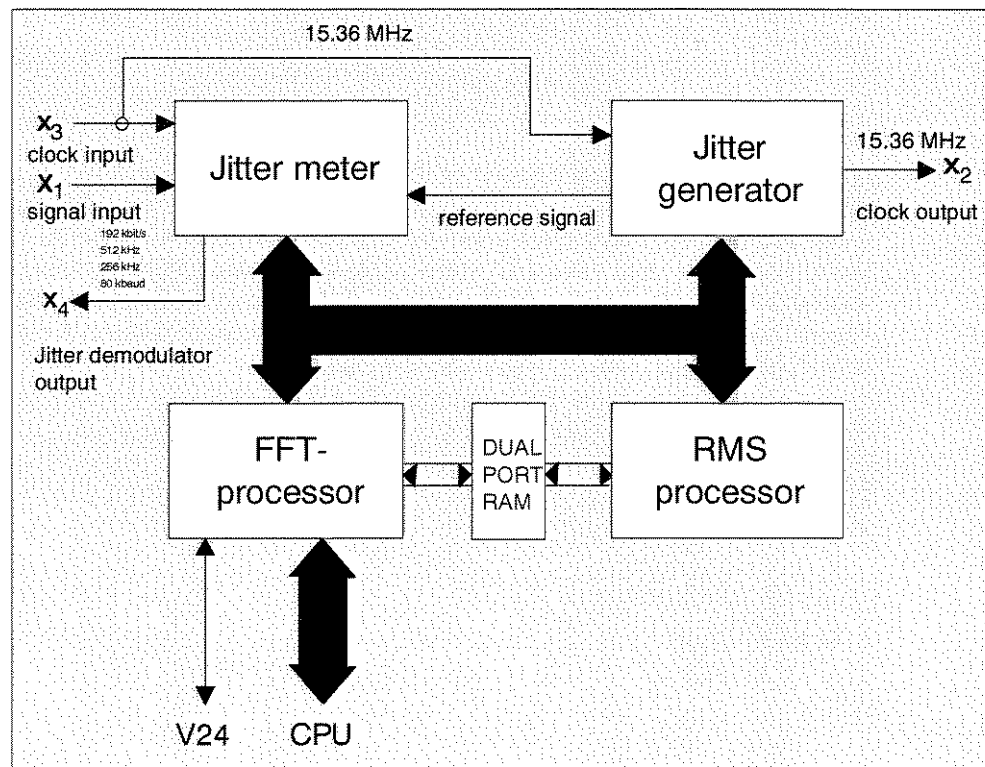 15.36 MHz
X3
clock input
X1
signal input
192 kbit/s
512 kHz
256 kHz
80 kbaud
X4
Jitter demodulator
output
Jitter meter
reference signal
Jitter
generator
15.36 MHz
X2
clock output
FFT-
processor
DUAL
PORT
RAM
RMS
processor
V24
CPU